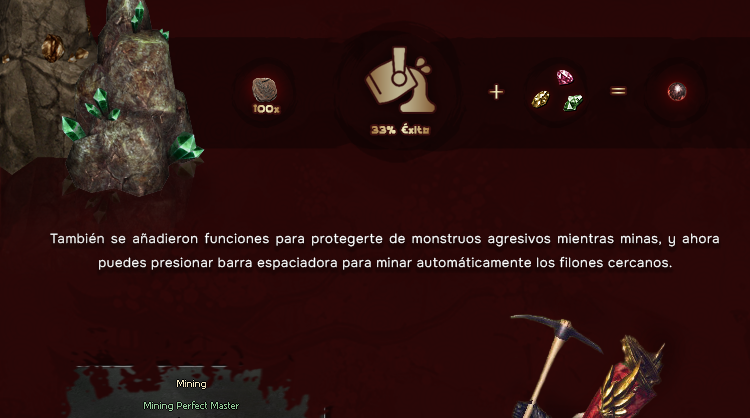 100x
33% Éxito
+
=
También se añadieron funciones para protegerte de monstruos agresivos mientras minas, y ahora
puedes presionar barra espaciadora para minar automáticamente los filones cercanos.
Mining
Mining Perfect Master